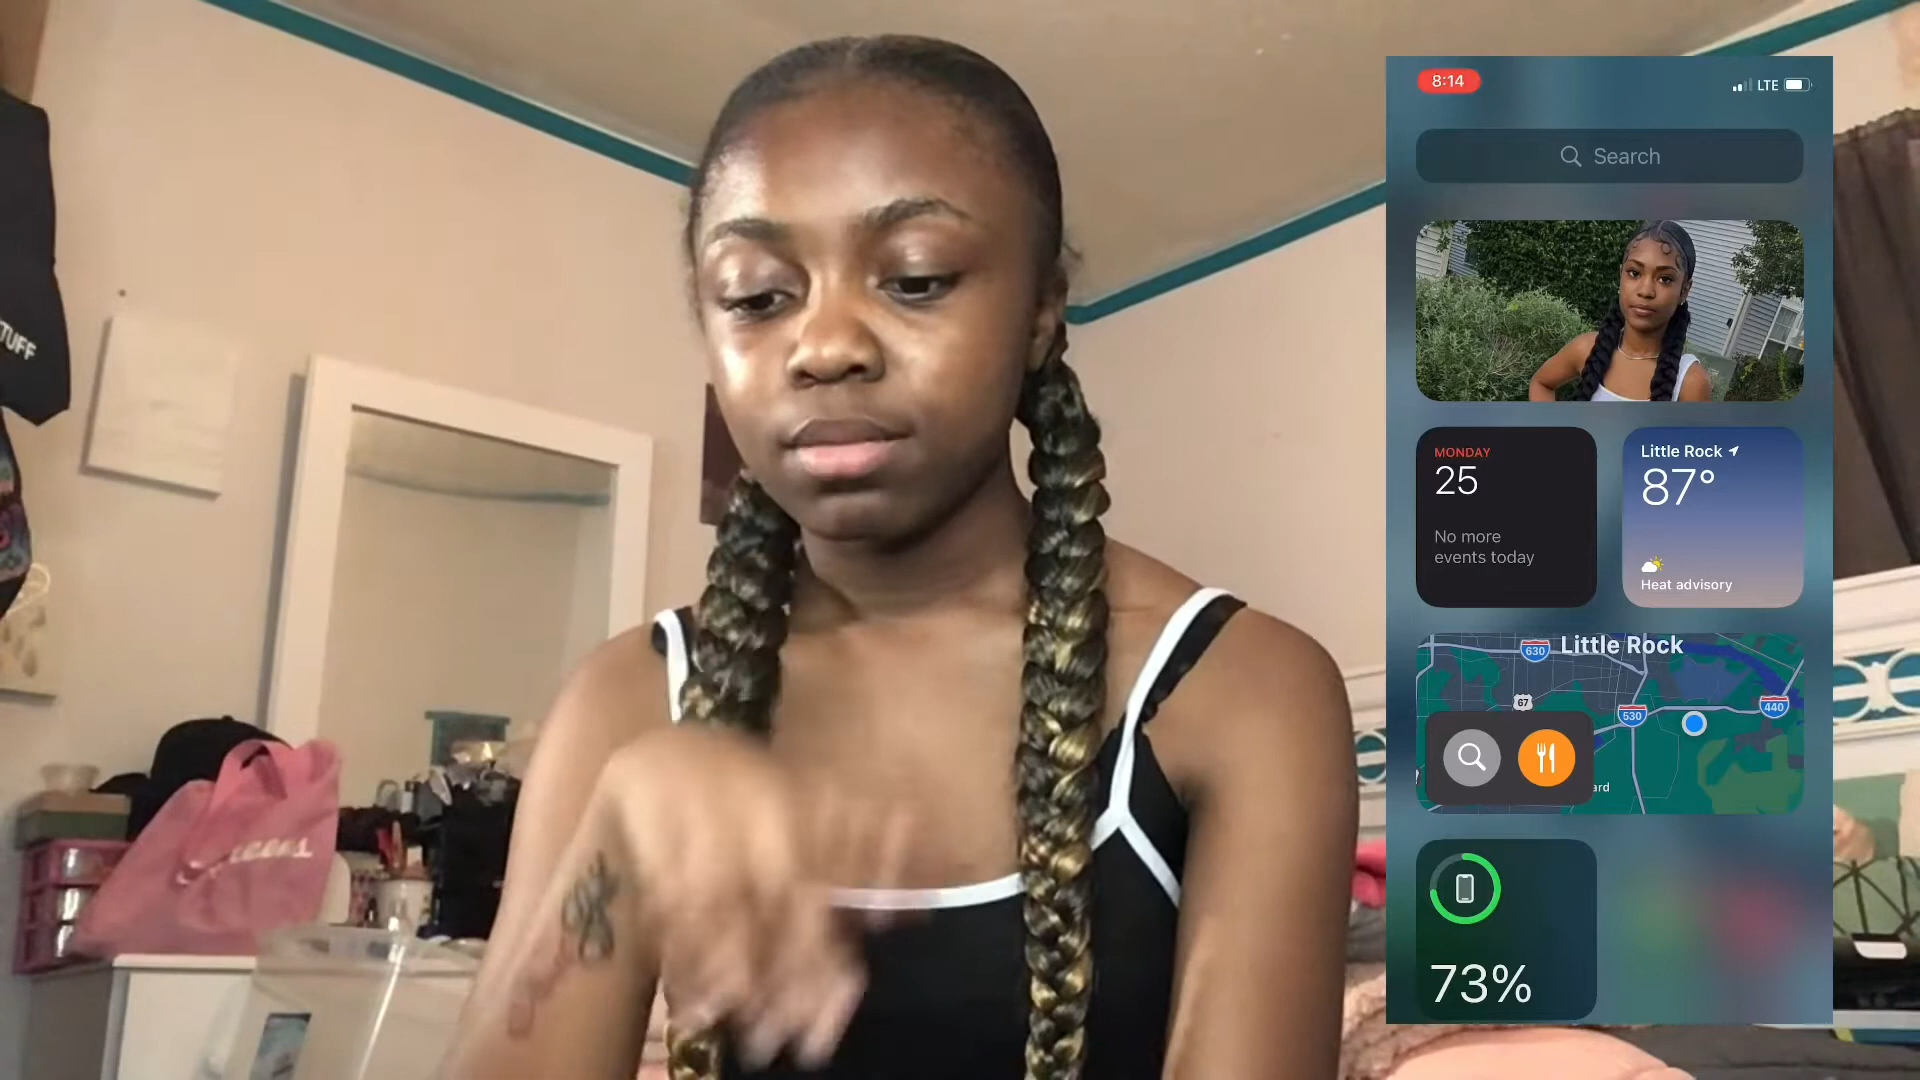 TUFF
8:14
LTE
Search
MONDAY
25
No more
events today
Little Rock
87°
Heat advisory
Little Rock
630
67
530
440
ard
73%